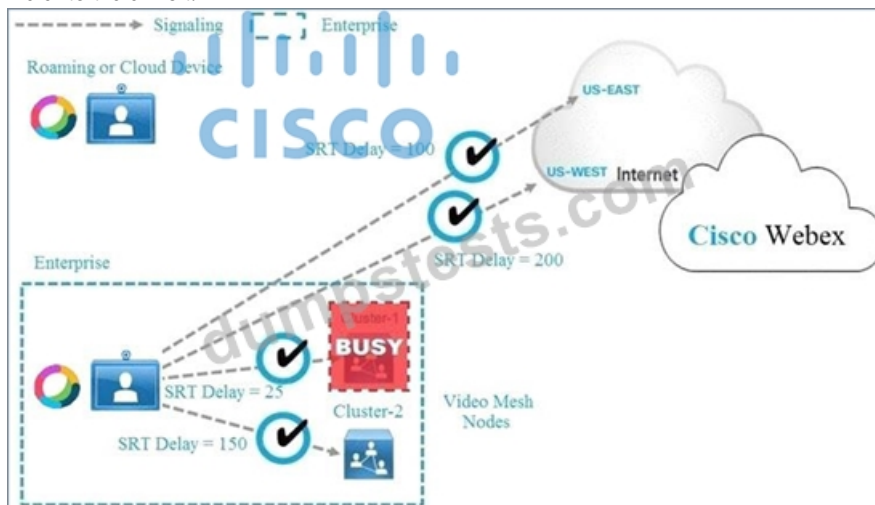 Signaling
Enterprise
Roaming or Cloud Device
CISCO
SRT Delay = 100
US-EAST
US-WEST Internet
Cisco Webex
SRT Delay = 200
Enterprise
Cluster-1
BUSY
SRT Delay = 25
Cluster-2
Video Mesh
Nodes
SRT Delay = 150
dumpstests.com